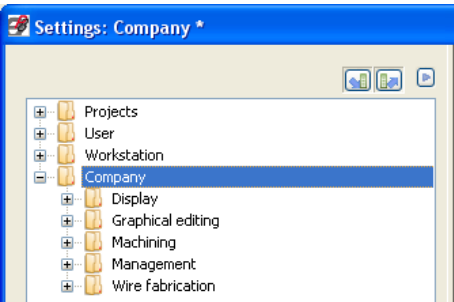 Settings: Company *
Projects
User
Workstation
Company
Display
Graphical editing
Machining
Management
Wire fabrication